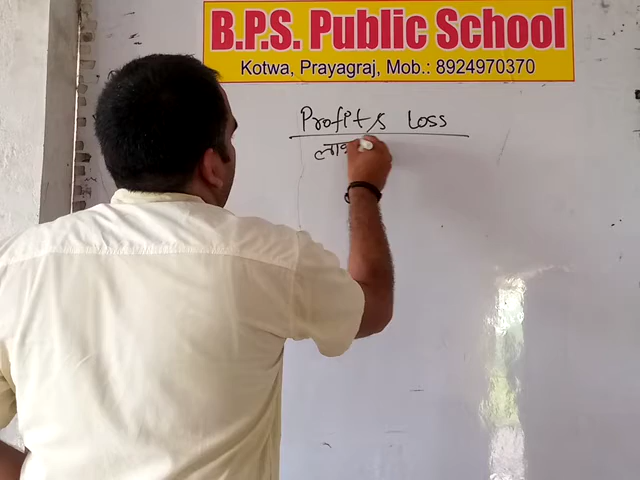 B.P.S. Public School
Kotwa, Prayagraj, Mob.: 8924970370
Profit & Loss